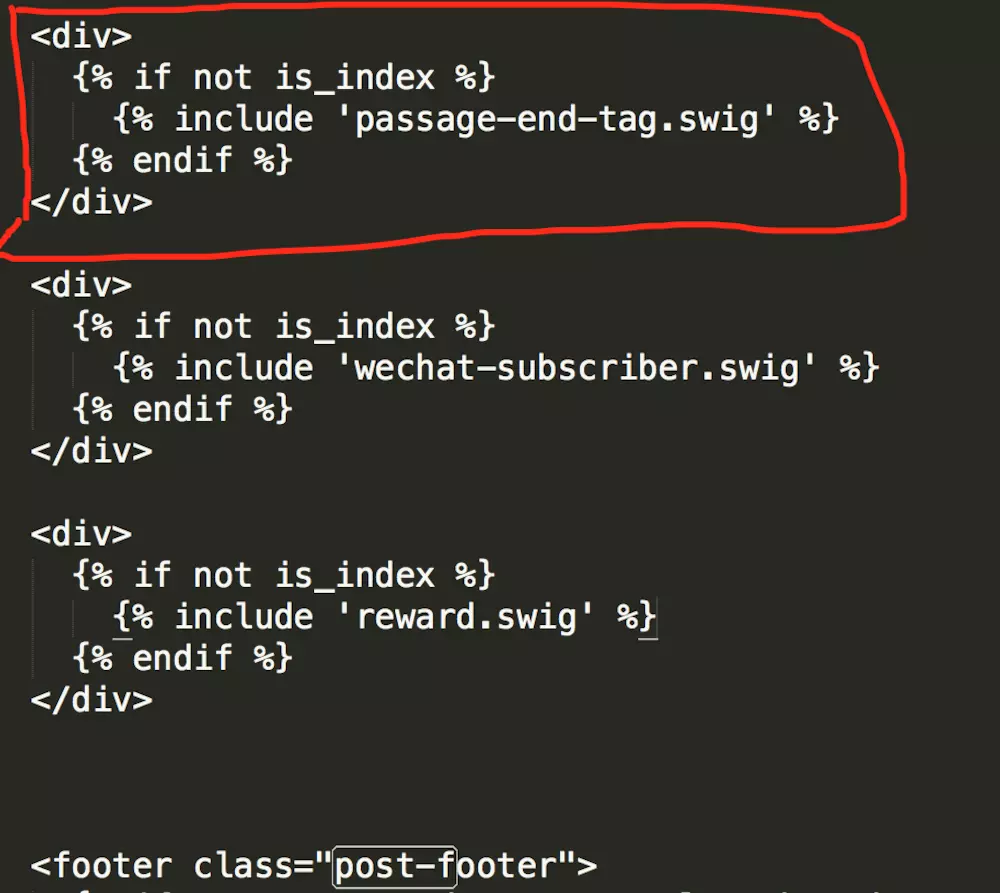 <div>
  {% if not is_index %}
    {% include 'passage-end-tag.swig' %}
  {% endif %}
</div>
<div>
  {% if not is_index %}
    {% include 'wechat-subscriber.swig' %}
  {% endif %}
</div>
<div>
  {% if not is_index %}
    {% include 'reward.swig' %}
  {% endif %}
</div>
<footer class="post-footer">